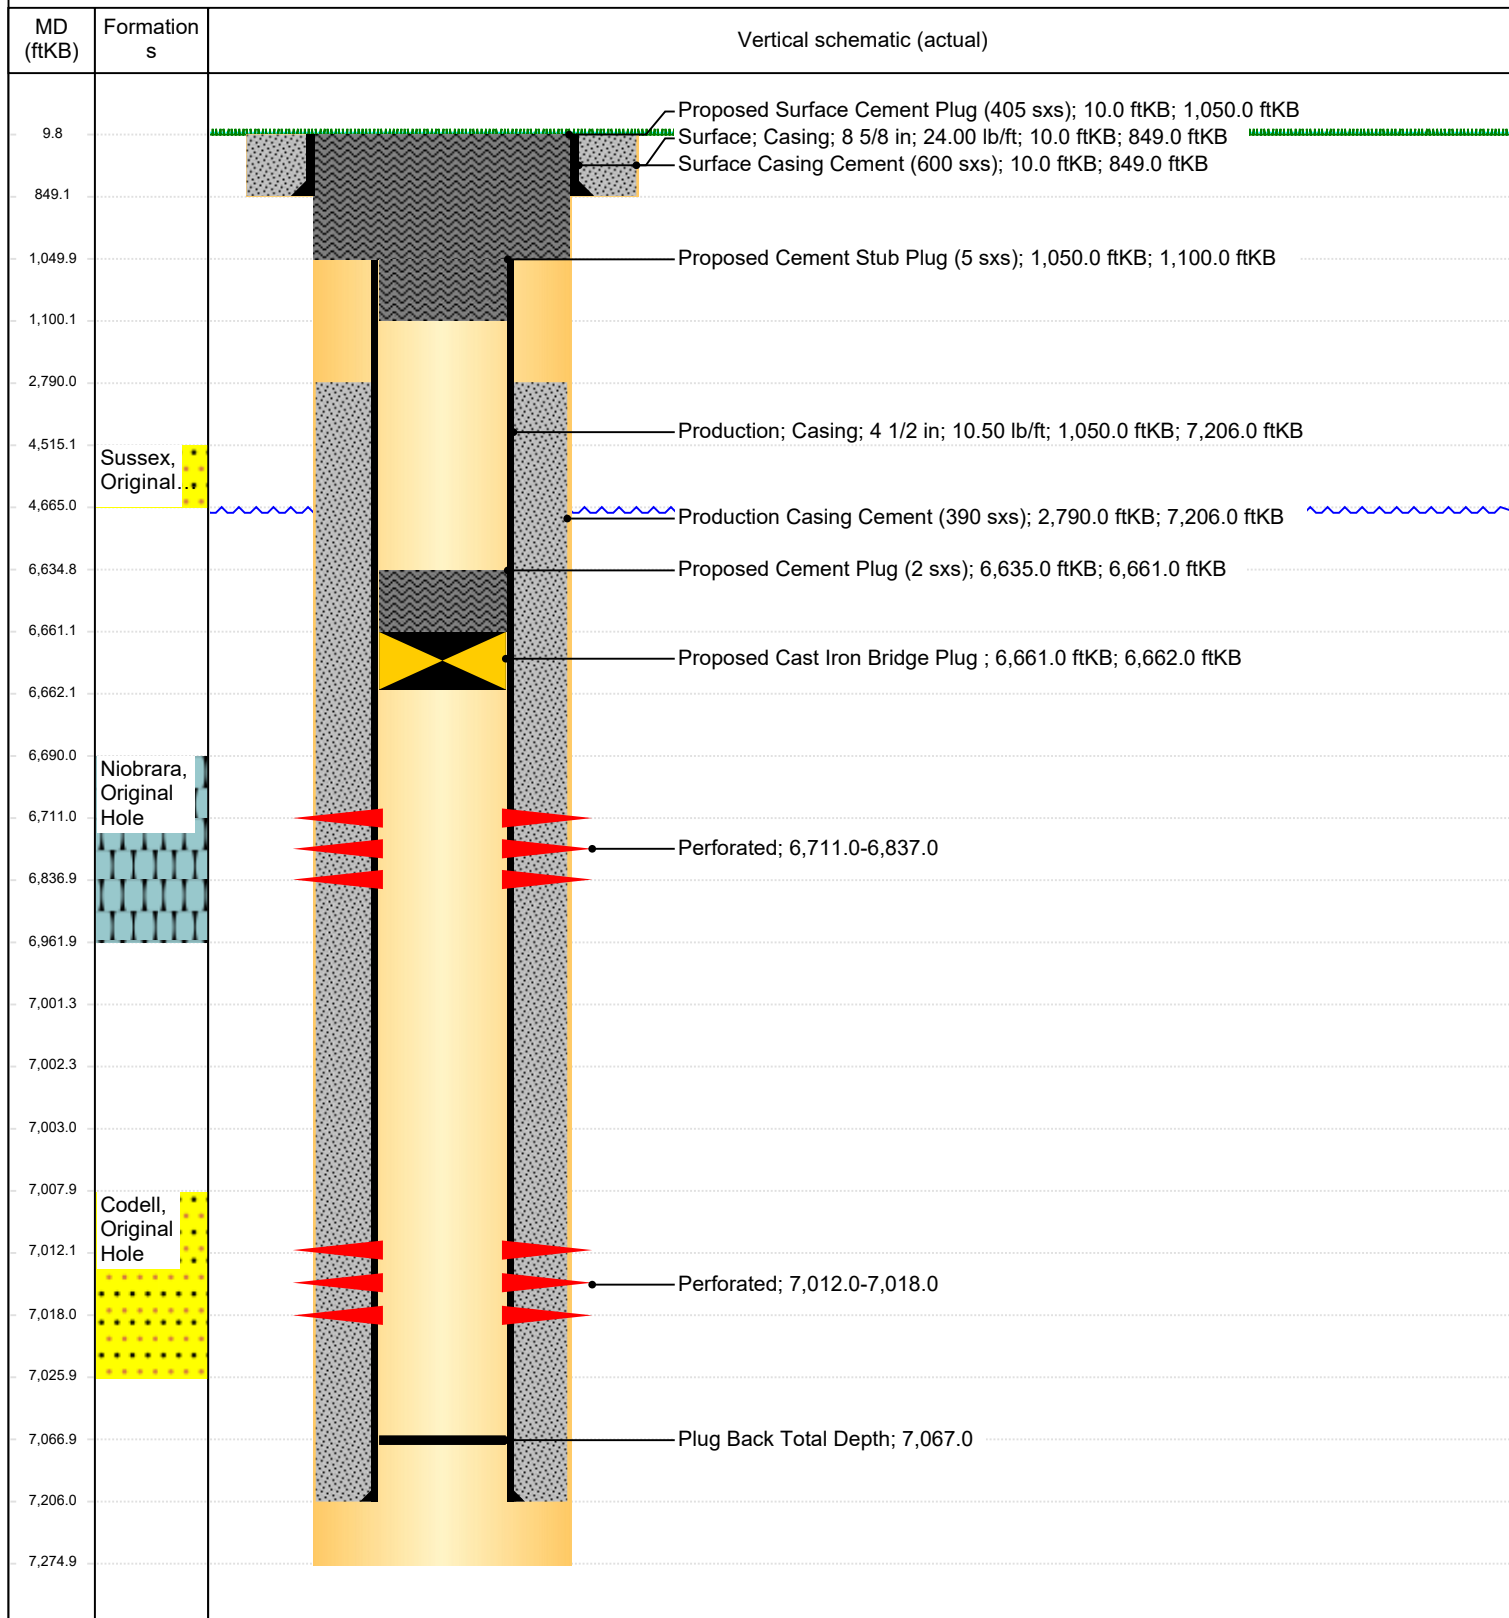 MD
(ftKB)
Formation
s
Vertical schematic (actual)
Proposed Surface Cement Plug (405 sxs); 10.0 ftKB; 1,050.0 ftKB
9.8
Surface; Casing; 8 5/8 in; 24.00 lb/ft; 10.0 ftKB; 849.0 ftKB
Surface Casing Cement (600 sxs); 10.0 ftKB; 849.0 ftKB
849.1
1,049.9
Proposed Cement Stub Plug (5 sxs); 1,050.0 ftKB; 1,100.0 ftKB
1,100.1
2,790.0
Production; Casing; 4 1/2 in; 10.50 lb/ft; 1,050.0 ftKB; 7,206.0 ftKB
4,515.1
Sussex,
Original...
4,665.0
Production Casing Cement (390 sxs); 2,790.0 ftKB; 7,206.0 ftKB
6,634.8
Proposed Cement Plug (2 sxs); 6,635.0 ftKB; 6,661.0 ftKB
6,661.1
Proposed Cast Iron Bridge Plug ; 6,661.0 ftKB; 6,662.0 ftKB
6,662.1
6,690.0
Niobrara,
Original
Hole
6,711.0
Perforated; 6,711.0-6,837.0
6,836.9
6,961.9
7,001.3
7,002.3
7,003.0
7,007.9
Codell,
Original
Hole
7,012.1
Perforated; 7,012.0-7,018.0
7,018.0
7,025.9
7,066.9
Plug Back Total Depth; 7,067.0
7,206.0
7,274.9